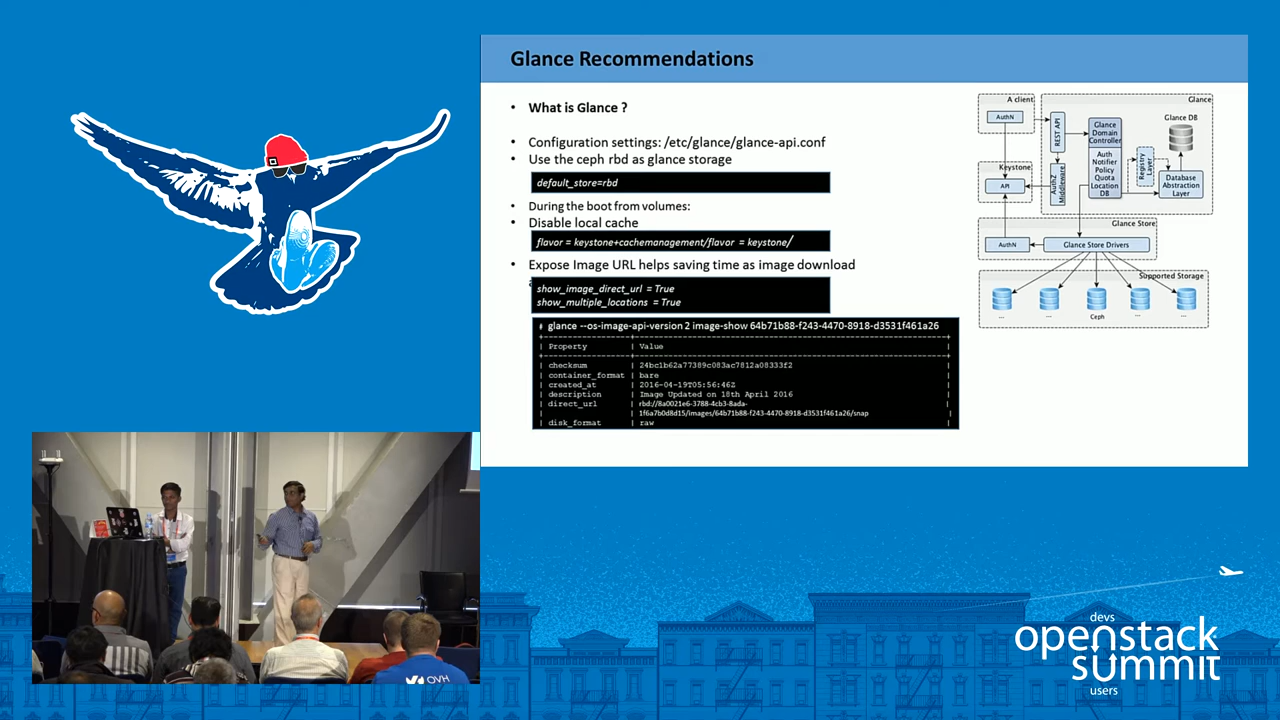 Glance Recommendations
• What is Glance ?
• Configuration settings: /etc/glance/glance-api.conf
• Use the ceph rbd as glance storage
default_store=rbd
• During the boot from volumes:
• Disable local cache
flavor = keystone+cachemanagement/flavor = keystone/
• Expose Image URL helps saving time as image download
show_image_direct_url = True
show_multiple_locations = True
# glance --os-image-api-version 2 image-show 64b71b88-f243-4470-8918-d3531f461a26
| Property | Value |
| checksum | 24bc1b62a77389c083ac7812a08333f2 |
| container_format | bare |
| created_at | 2016-04-19T05:56:46Z |
| description | Image Updated on 18th April 2016 |
| direct_url | rbd://8a0021e6-3788-4cb3-8ada-
| | 1f6a7b0d8d15/images/64b71b88-f243-4470-8918-d3531f461a26/snap |
| disk_format | raw |
A client
AuthN
Keystone
API
Glance
REST API
AuthZ
Middleware
Glance
Domain
Controller
Auth
Notifier
Policy
Quota
Location
DB
Registry
Layer
Glance DB
Database
Abstraction
Layer
Glance Store
AuthN
Glance Store Drivers
Supported Storage
...
...
Ceph
...
...
OVH
devs
openstack
summit
users